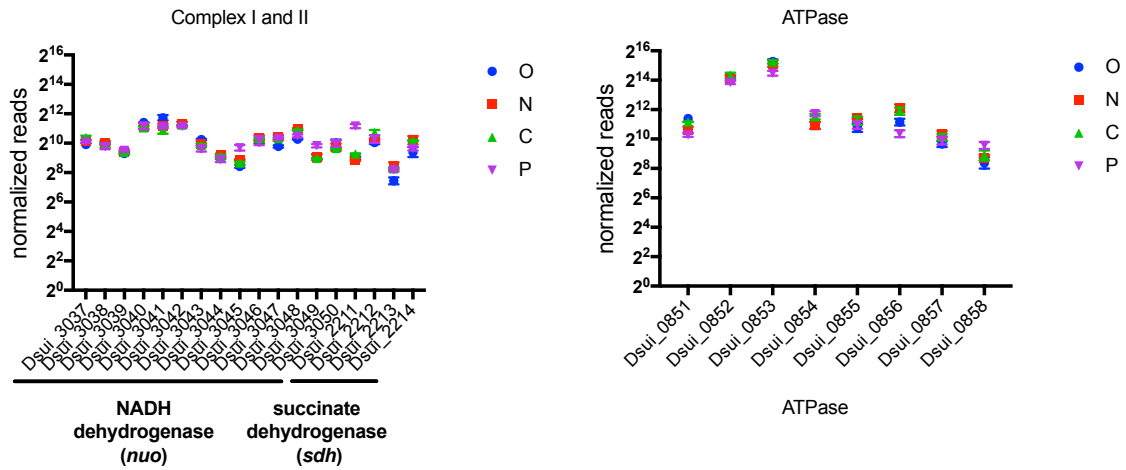 Complex I and II
normalized reads
2^16
2^14
2^12
2^10
2^8
2^6
2^4
2^2
2^0
Dsui_3037
Dsui_3038
Dsui_3039
Dsui_3040
Dsui_3041
Dsui_3042
Dsui_3043
Dsui_3044
Dsui_3045
Dsui_3046
Dsui_3047
Dsui_3048
Dsui_3049
Dsui_3050
Dsui_2211
Dsui_2212
Dsui_2213
Dsui_2214
NADH
dehydrogenase
(nuo)
succinate
dehydrogenase
(sdh)
O
N
C
P
ATPase
normalized reads
2^16
2^14
2^12
2^10
2^8
2^6
2^4
2^2
2^0
Dsui_0851
Dsui_0852
Dsui_0853
Dsui_0854
Dsui_0855
Dsui_0856
Dsui_0857
Dsui_0858
ATPase
O
N
C
P